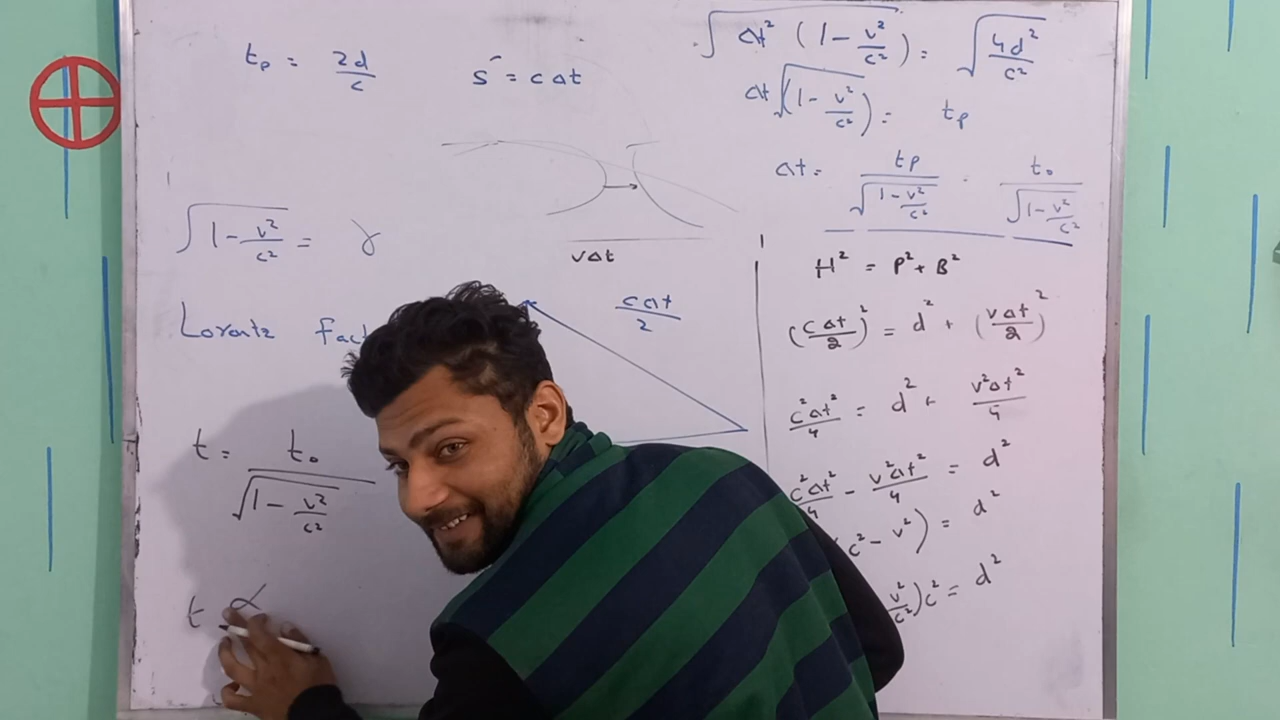 tₚ = 2d/c
S = cΔt
√(Δt² (1 - v²/c²)) = √(4d²/c²)
Δt √(1 - v²/c²) = tₚ
Δt = tₚ/√(1 - v²/c²) = t₀/√(1 - v²/c²)
vΔt
√(1 - v²/c²) = γ
Lorentz
cΔt/2
t = t₀/√(1 - v²/c²)
t ∝
H² = P² + B²
(cΔt/2)² = d² + (vΔt/2)²
c²Δt²/4 = d² + v²Δt²/4
c²Δt²/4 - v²Δt²/4 = d²
c² - v²) = d²
v²/c²)c² = d²